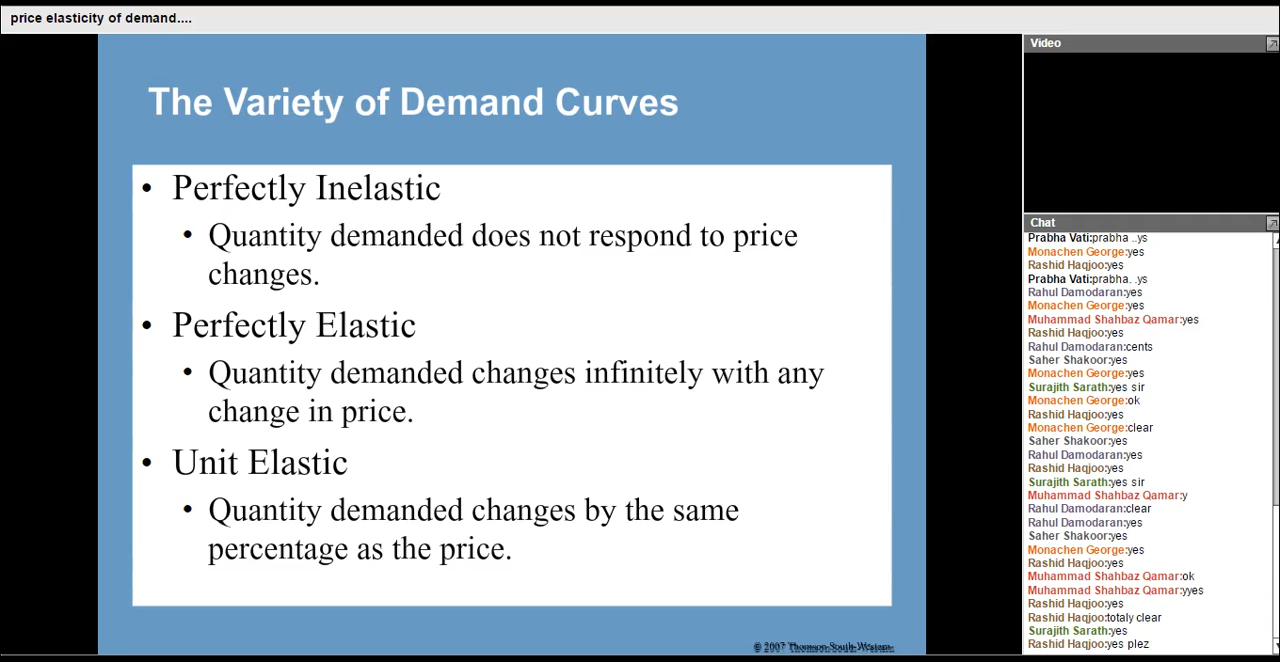 price elasticity of demand....
The Variety of Demand Curves
• Perfectly Inelastic
• Quantity demanded does not respond to price
changes.
• Perfectly Elastic
• Quantity demanded changes infinitely with any
change in price.
• Unit Elastic
• Quantity demanded changes by the same
percentage as the price.
© 2007 Thomson South-Western
Video
Chat
Prabha Vati:prabha ..ys
Monachen George:yes
Rashid Haqjoo:yes
Prabha Vati:prabha. .ys
Rahul Damodaran:yes
Monachen George:yes
Muhammad Shahbaz Qamar:yes
Rashid Haqjoo:yes
Rahul Damodaran:cents
Saher Shakoor:yes
Monachen George:yes
Surajith Sarath:yes sir
Monachen George:ok
Rashid Haqjoo:yes
Monachen George:clear
Saher Shakoor:yes
Rahul Damodaran:yes
Rashid Haqjoo:yes
Surajith Sarath:yes sir
Muhammad Shahbaz Qamar:y
Rahul Damodaran:clear
Rahul Damodaran:yes
Saher Shakoor:yes
Monachen George:yes
Rashid Haqjoo:yes
Muhammad Shahbaz Qamar:ok
Muhammad Shahbaz Qamar:yyes
Rashid Haqjoo:yes
Rashid Haqjoo:totaly clear
Surajith Sarath:yes
Rashid Haqjoo:yes plez